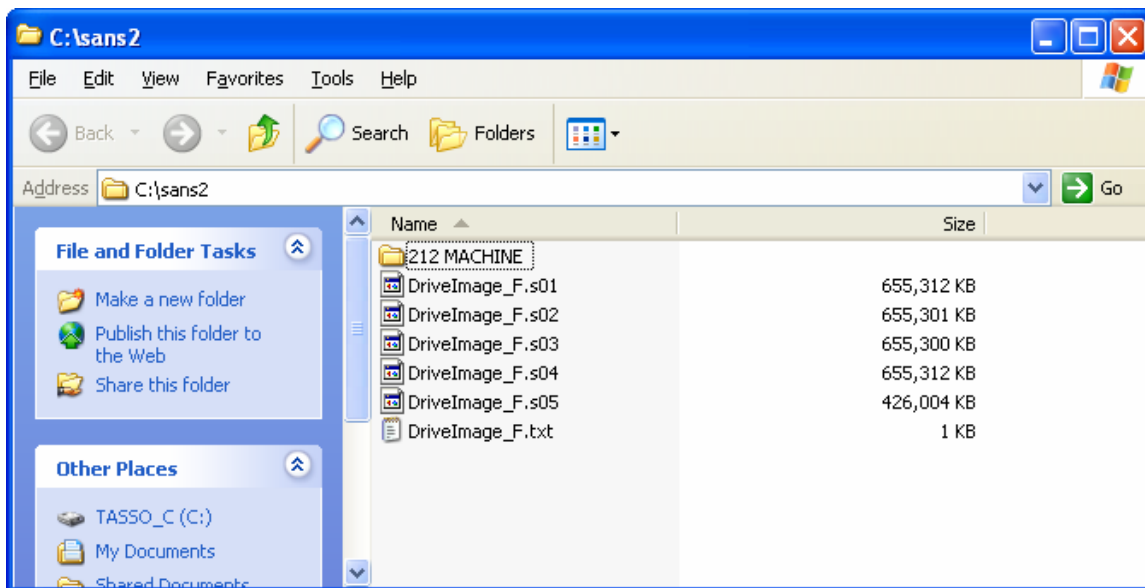 C:\sans2
File Edit View Favorites Tools Help
Back Search Folders
Address C:\sans2 Go
Name Size
File and Folder Tasks
Make a new folder
Publish this folder to
the Web
Share this folder
Other Places
TASSO_C (C:)
My Documents
Shared Documents
212 MACHINE
DriveImage_F.s01 655,312 KB
DriveImage_F.s02 655,301 KB
DriveImage_F.s03 655,300 KB
DriveImage_F.s04 655,312 KB
DriveImage_F.s05 426,004 KB
DriveImage_F.txt 1 KB